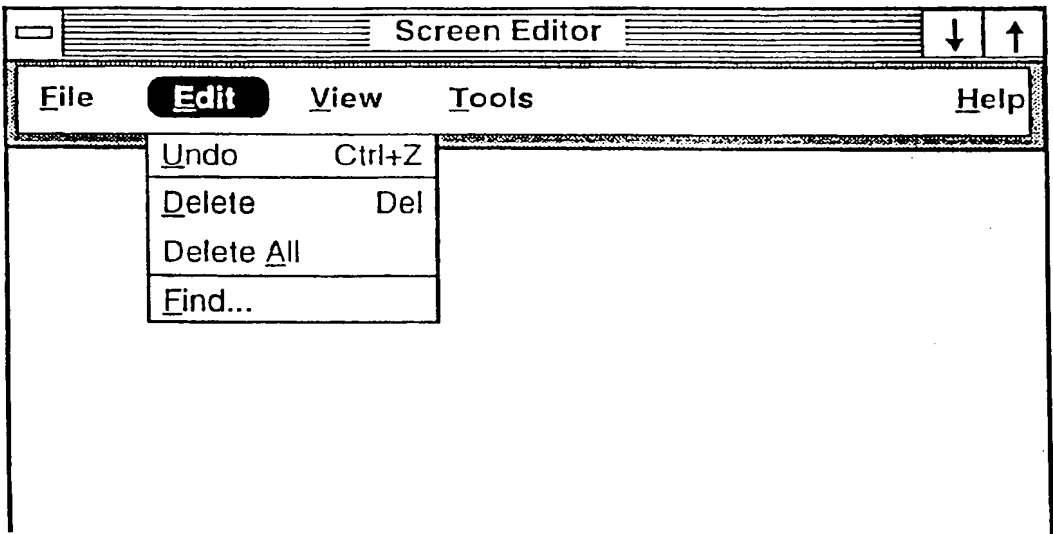 Screen Editor
File Edit View Tools Help
Undo Ctrl+Z
Delete Del
Delete All
Find...